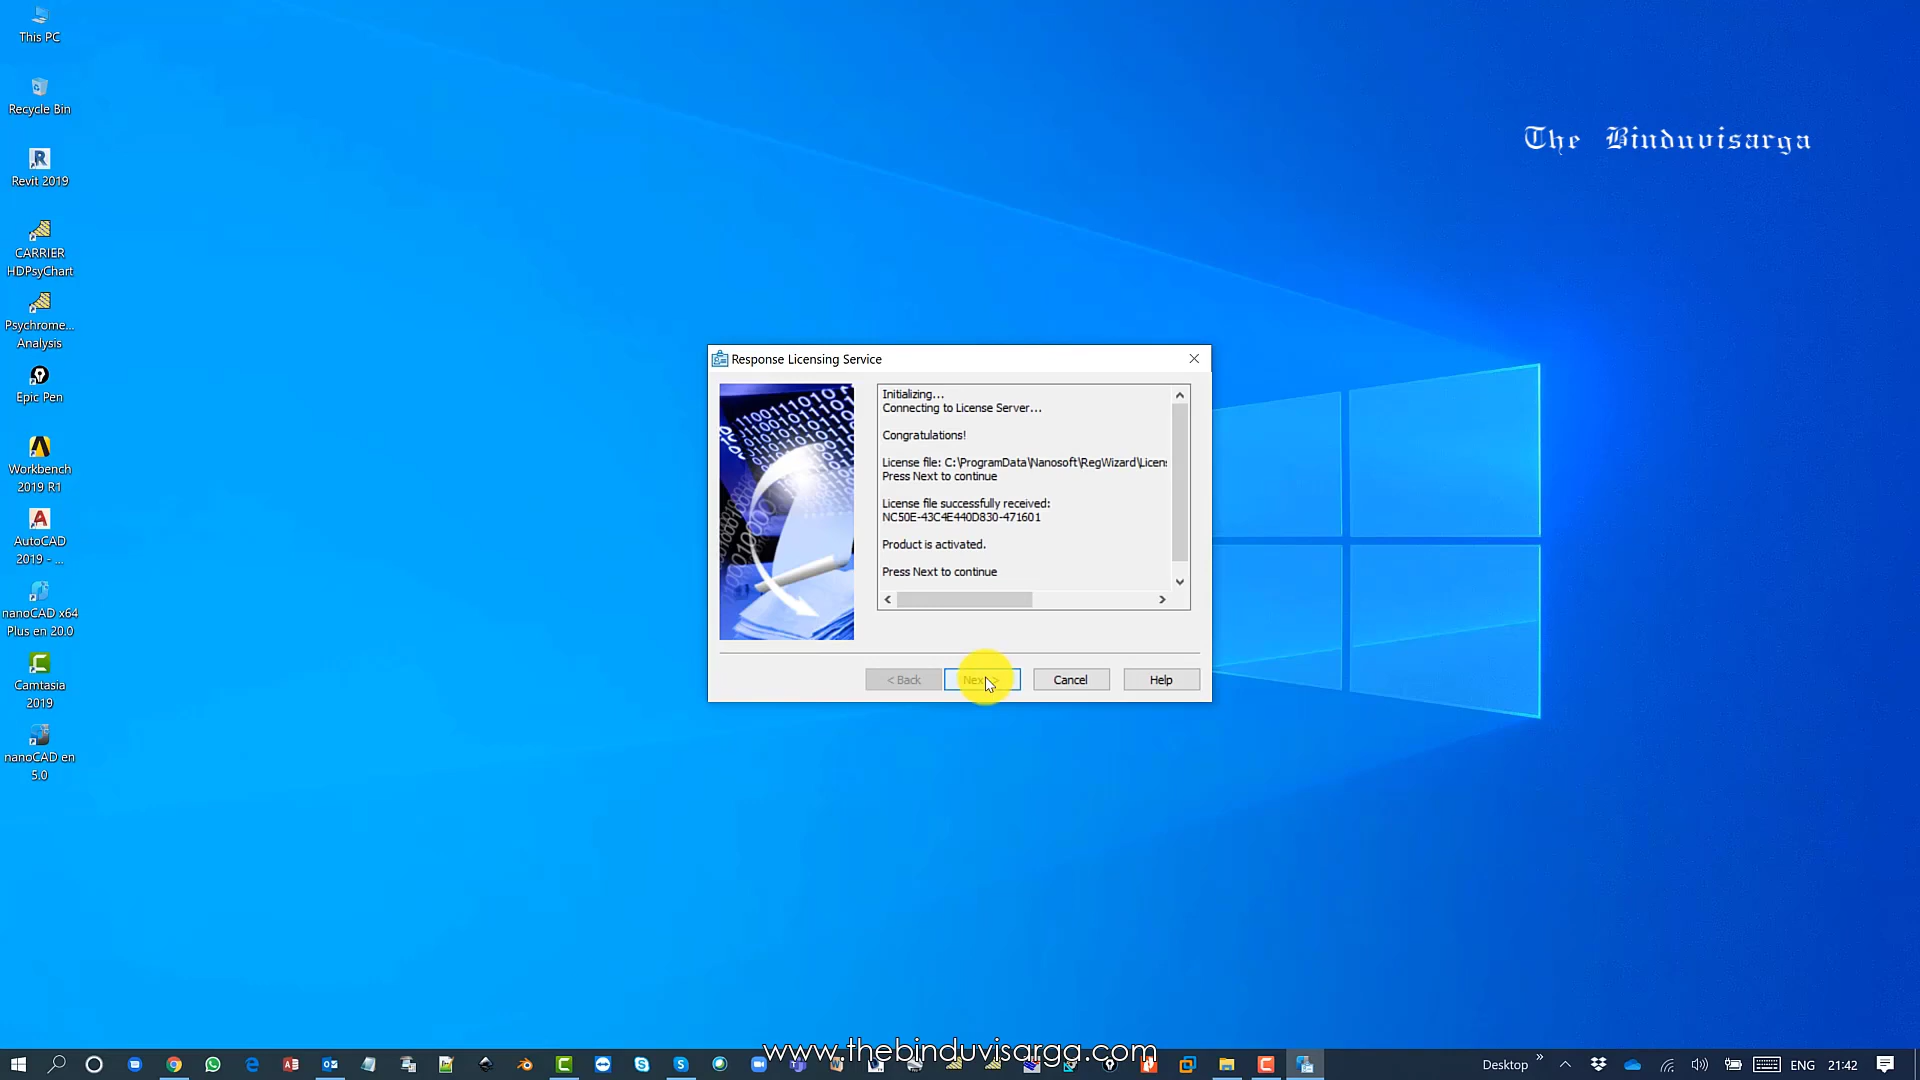 This PC
Recycle Bin
Revit 2019
CARRIER
HDPsyChart
Psychrome...
Analysis
Epic Pen
Workbench
2019 R1
AutoCAD
2019 - ...
nanoCAD x64
Plus en 20.0
Camtasia
2019
nanoCAD en
5.0
The Binduvisarga
Response Licensing Service
Initializing...
Connecting to License Server...
Congratulations!
License file: C:\ProgramData\Nanosoft\RegWizard\Licens
Press Next to continue
License file successfully received:
NC50E-43C4E440D830-471601
Product is activated.
Press Next to continue
< Back
Next >
Cancel
Help
www.thebinduvisarga.com
Desktop
ENG
21:42